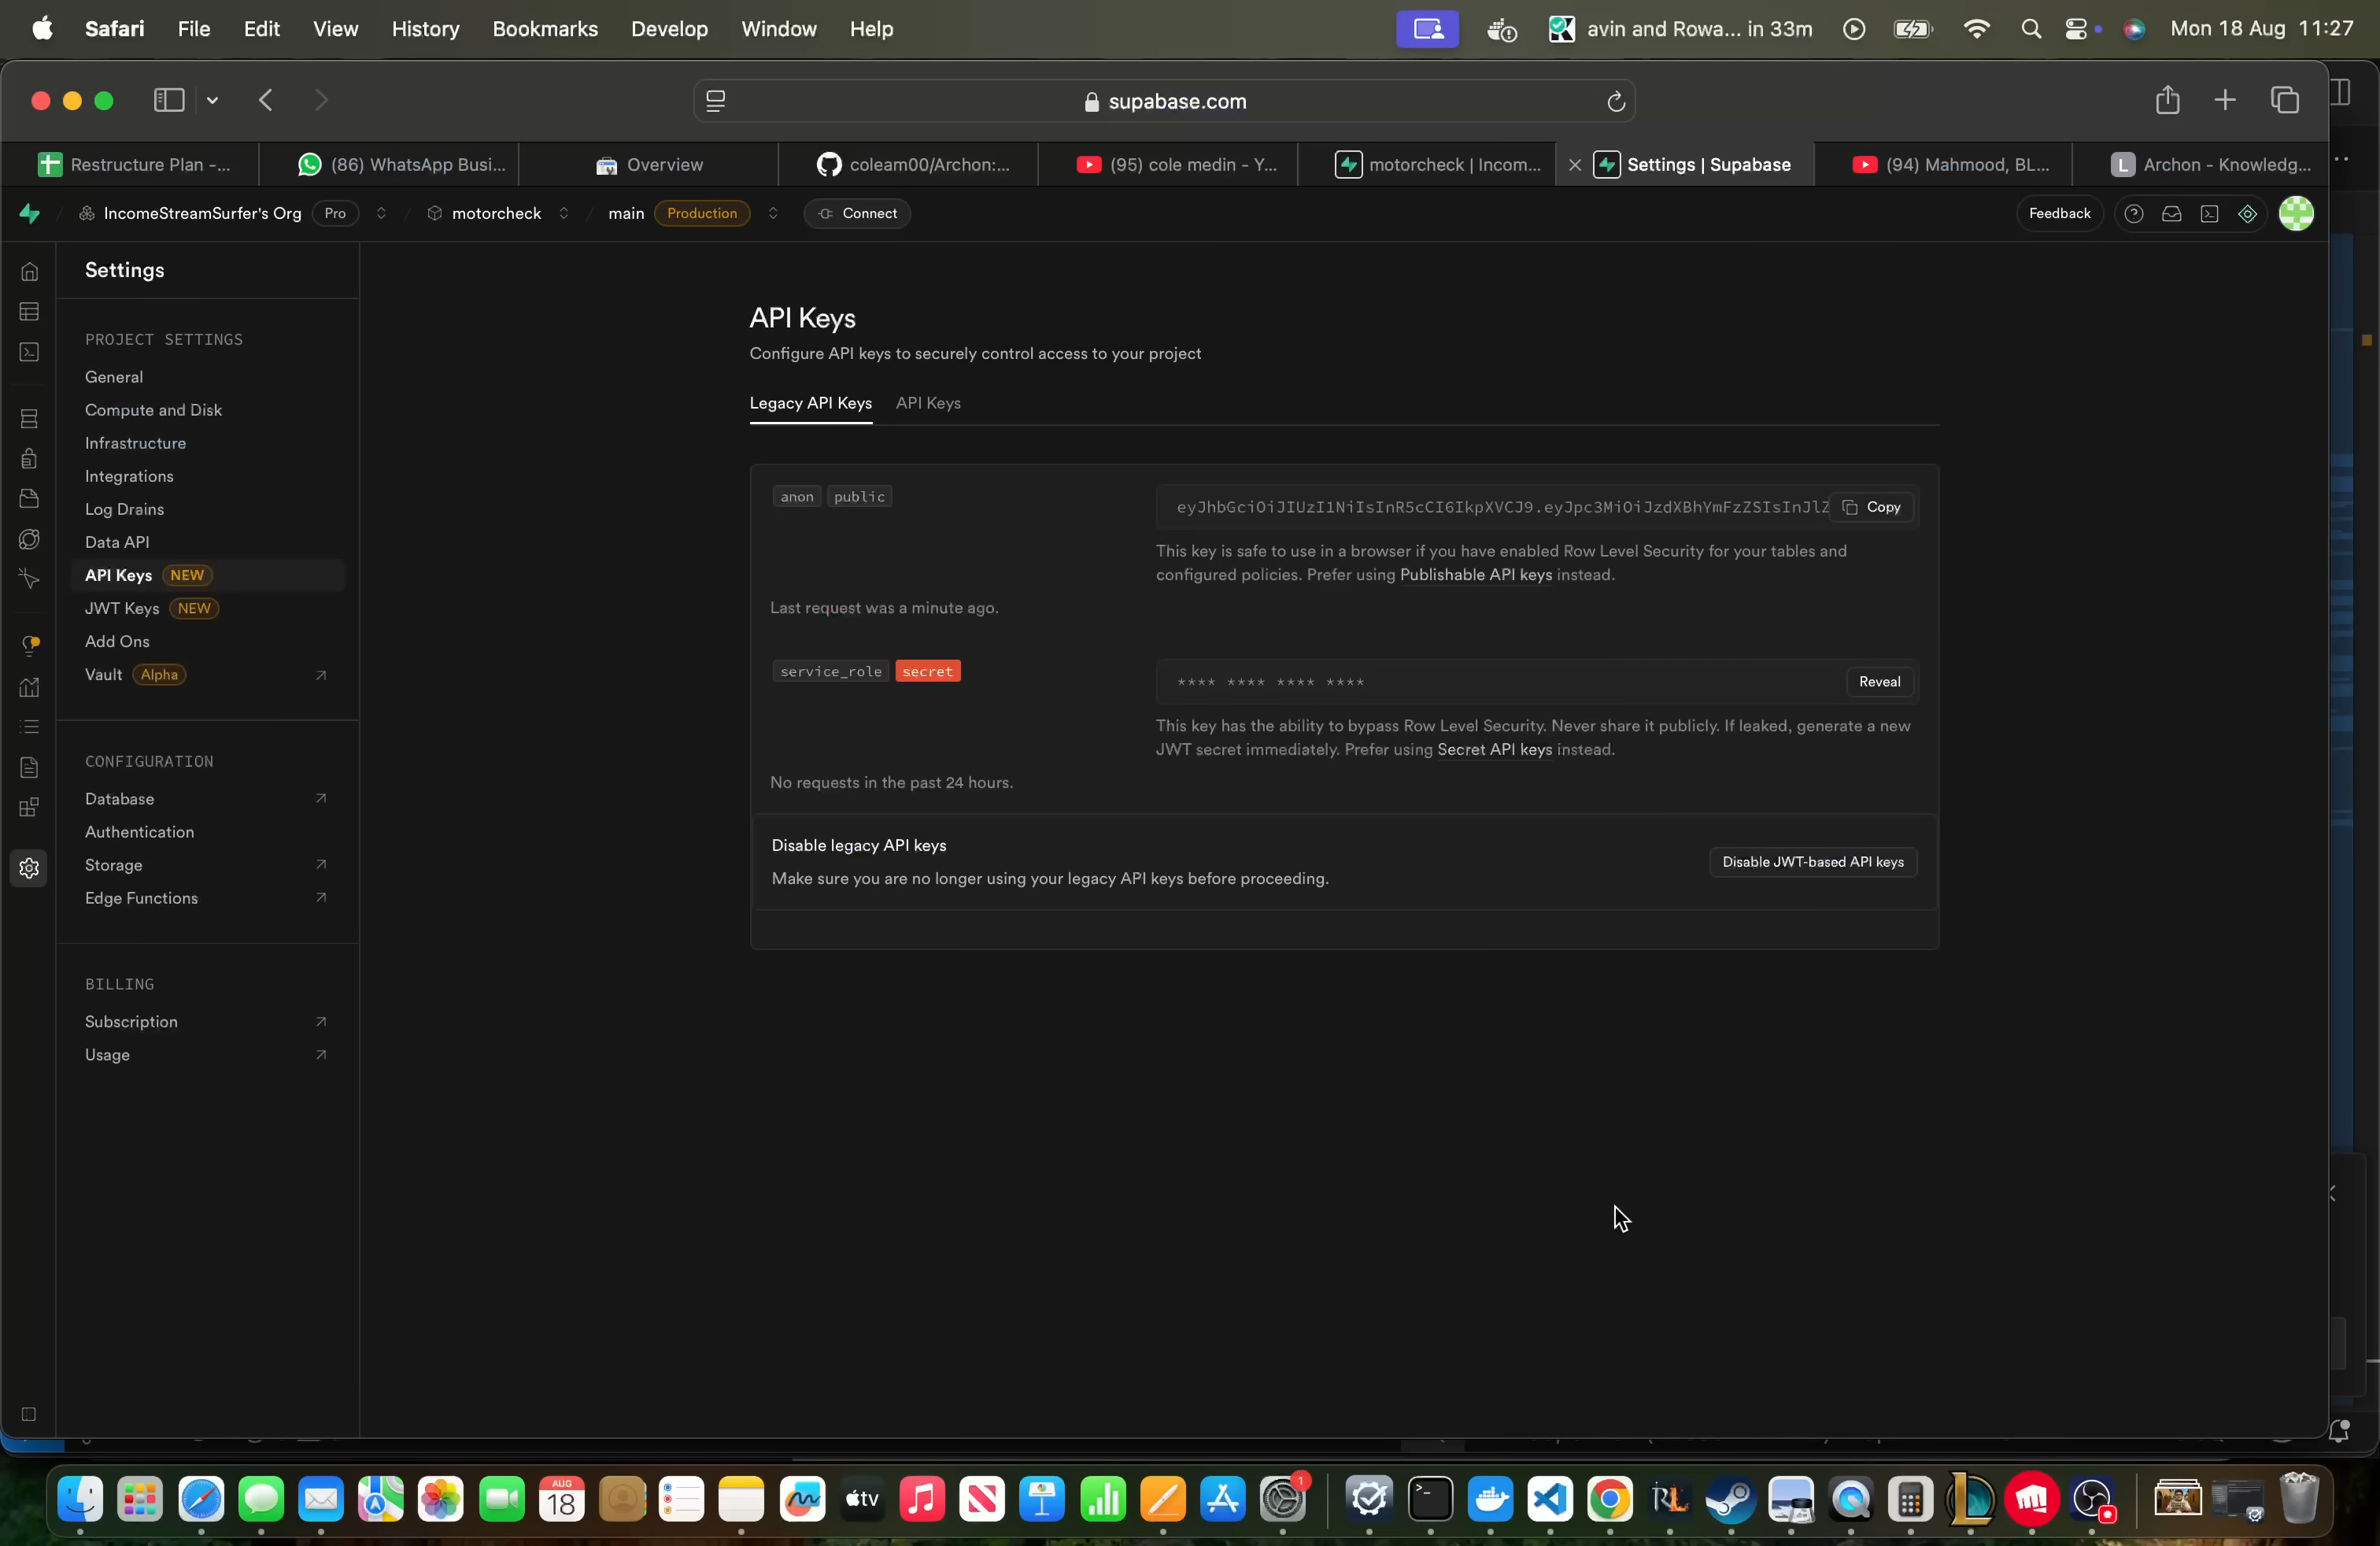 Safari File Edit View History Bookmarks Develop Window Help avin and Rowa... in 33m Mon 18 Aug 11:27
supabase.com
Restructure Plan -... (86) WhatsApp Busi... Overview coleam00/Archon:... (95) cole medin - Y... motorcheck | Incom... Settings | Supabase (94) Mahmood, BL... Archon - Knowledg...
IncomeStreamSurfer's Org Pro motorcheck main Production Connect Feedback
Settings
PROJECT SETTINGS
General
Compute and Disk
Infrastructure
Integrations
Log Drains
Data API
API Keys NEW
JWT Keys NEW
Add Ons
Vault Alpha
CONFIGURATION
Database
Authentication
Storage
Edge Functions
BILLING
Subscription
Usage
API Keys
Configure API keys to securely control access to your project
Legacy API Keys API Keys
anon public
eyJhbGciOiJIUzI1NiIsInR5cCI6IkpXVCJ9.eyJpc3MiOiJzdXBhYmFzZSIsInJlZ Copy
This key is safe to use in a browser if you have enabled Row Level Security for your tables and
configured policies. Prefer using Publishable API keys instead.
Last request was a minute ago.
service_role secret
**** **** **** **** Reveal
This key has the ability to bypass Row Level Security. Never share it publicly. If leaked, generate a new
JWT secret immediately. Prefer using Secret API keys instead.
No requests in the past 24 hours.
Disable legacy API keys
Make sure you are no longer using your legacy API keys before proceeding.
Disable JWT-based API keys
AUG
18
tv
1